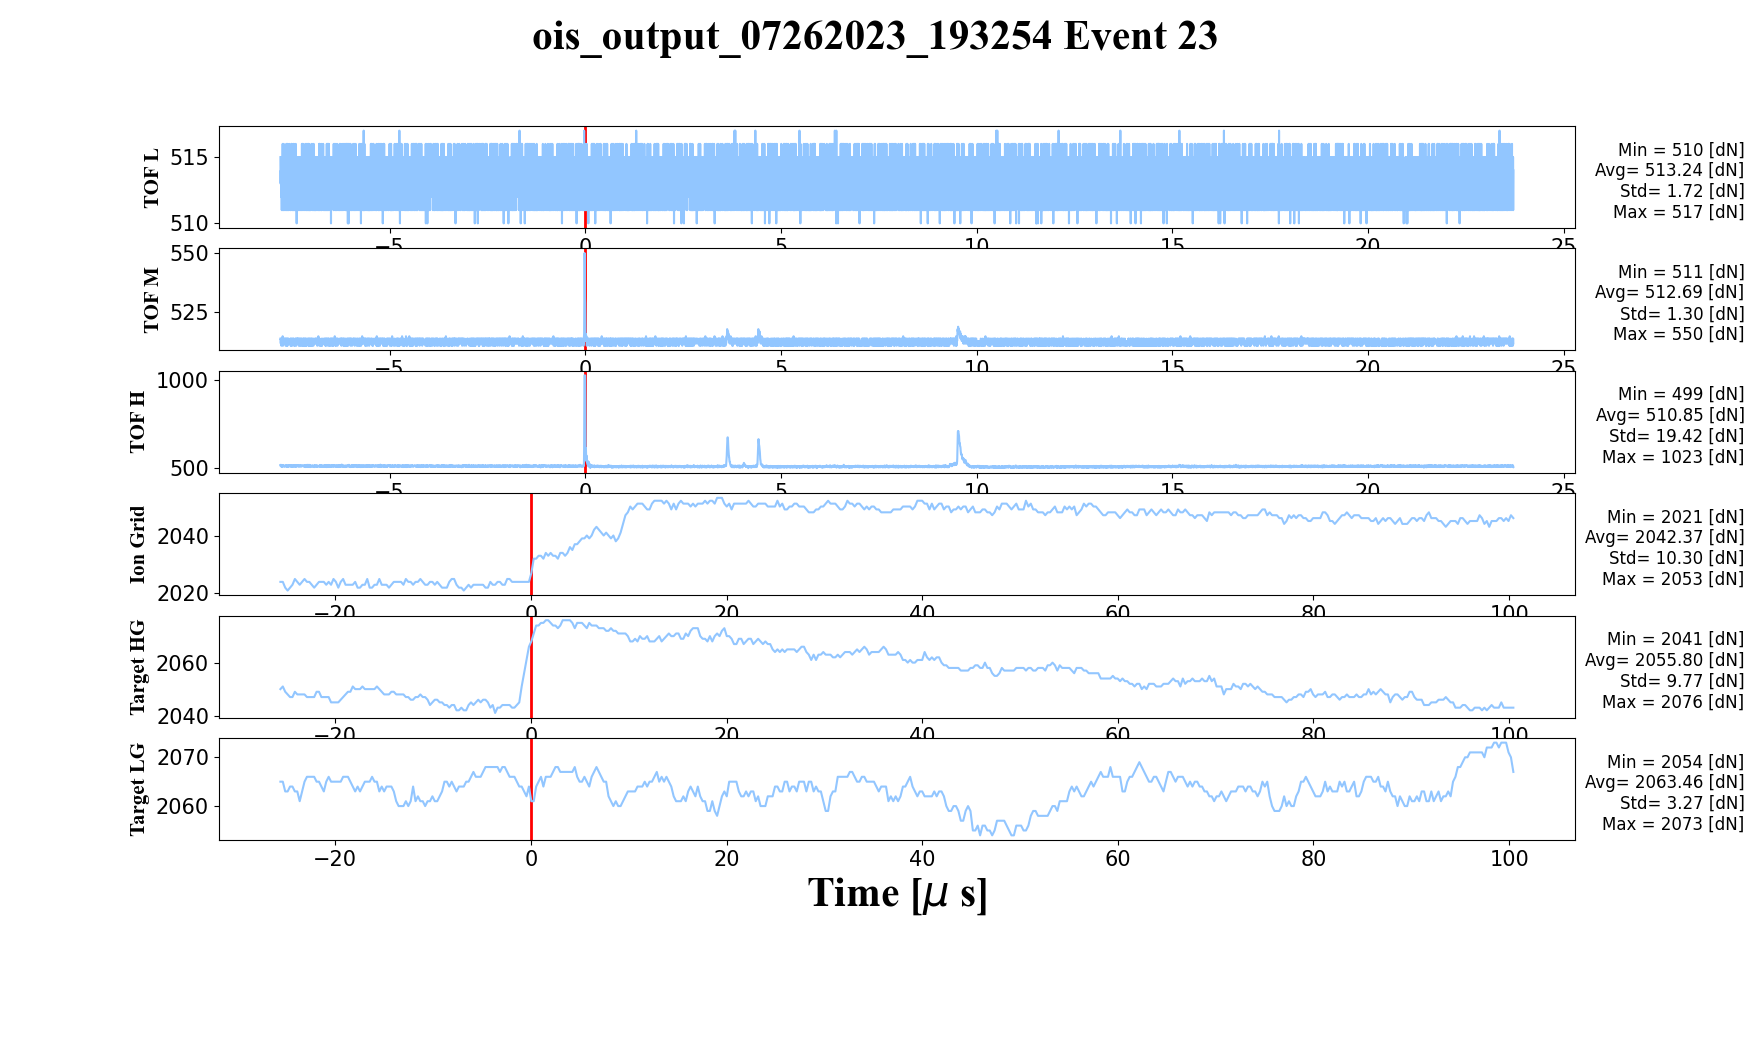 ois_output_07262023_193254 Event 23
TOF L
515
510
−5
0
5
10
15
20
25
Min = 510 [dN]
Avg= 513.24 [dN]
Std= 1.72 [dN]
Max = 517 [dN]
TOF M
550
525
−5
0
5
10
15
20
25
Min = 511 [dN]
Avg= 512.69 [dN]
Std= 1.30 [dN]
Max = 550 [dN]
TOF H
1000
500
−5
0
5
10
15
20
25
Min = 499 [dN]
Avg= 510.85 [dN]
Std= 19.42 [dN]
Max = 1023 [dN]
Ion Grid
2040
2020
−20
0
20
40
60
80
100
Min = 2021 [dN]
Avg= 2042.37 [dN]
Std= 10.30 [dN]
Max = 2053 [dN]
Target HG
2060
2040
−20
0
20
40
60
80
100
Min = 2041 [dN]
Avg= 2055.80 [dN]
Std= 9.77 [dN]
Max = 2076 [dN]
Target LG
2070
2060
−20
0
20
40
60
80
100
Min = 2054 [dN]
Avg= 2063.46 [dN]
Std= 3.27 [dN]
Max = 2073 [dN]
Time [μ s]